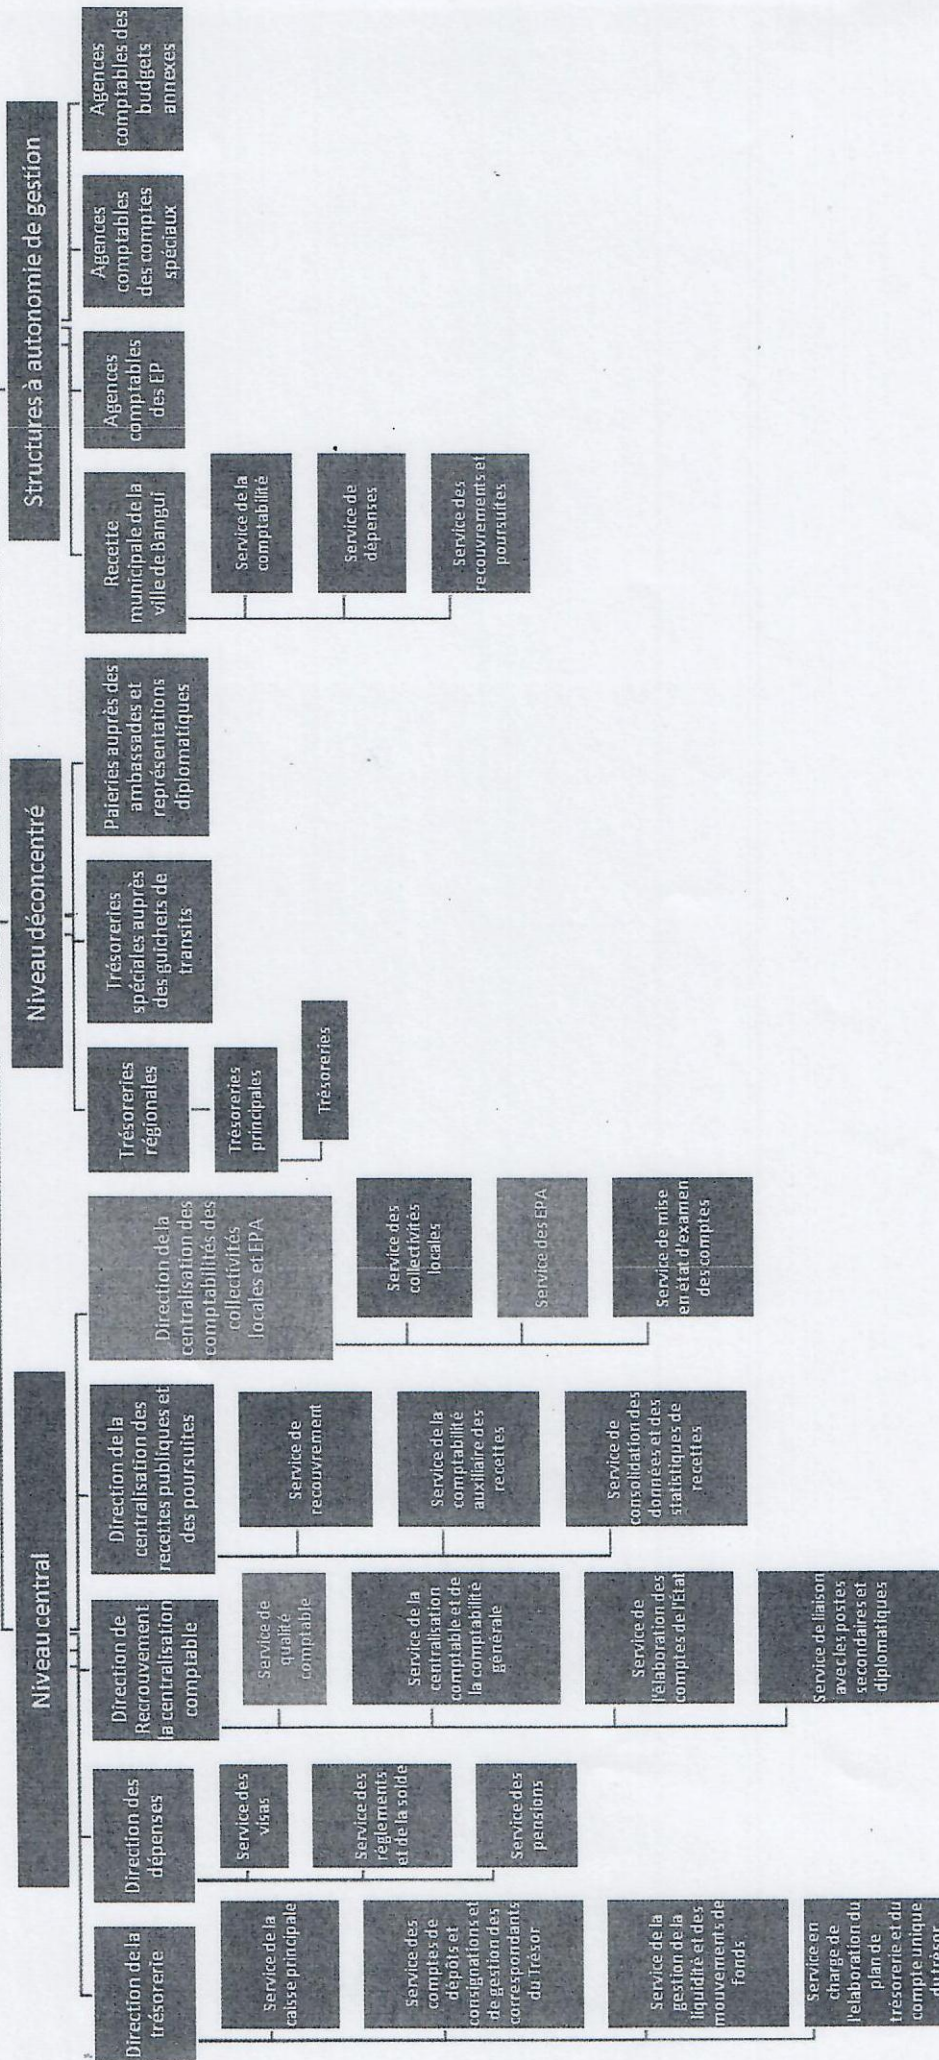 Niveau central
Direction de la
trésorerie
Service de la
caisse principale
Service des
comptes de
dépôts et
consignations et
de gestion des
correspondants
du Trésor
Service de la
gestion de la
liquidité et des
mouvements de
fonds
Service en
charge de
l'élaboration du
plan de
trésorerie et du
compte unique
du trésor
Direction des
dépenses
Service des
visas
Service des
réglements
et de la solde
Service des
pensions
Direction de
Recrouvement
la centralisation
comptable
Service de
qualité
comptable
Service de la
centralisation
comptable et de
la comptabilité
générale
Service de
l'élaboration des
comptes de l'État
Service de liaison
avec les postes
secondaires et
diplomatiques
Direction de la
centralisation des
recettes publiques et
des poursuites
Service de
recouvrement
Service de la
comptabilité
auxiliaire des
recettes
Service de
consolidation des
données et des
statistiques de
recettes
Direction de la
centralisation des
comptabilités des
collectivités
locales et EPA
Service des
collectivités
locales
Service des EPA
Service de mise
en état d'examen
des comptes
Niveau déconcentré
Trésoreries
régionales
Trésoreries
principales
Trésoreries
Trésoreries
spéciales auprès
des guichets de
transits
Paieries auprès des
ambassades et
représentations
diplomatiques
Structures à autonomie de gestion
Recette
municipale de la
ville de Bangui
Service de la
comptabilité
Service de
dépenses
Service des
recouvrements et
poursuites
Agences
comptables
des EP
Agences
comptables
des comptes
spéciaux
Agences
comptables des
budgets
annexes